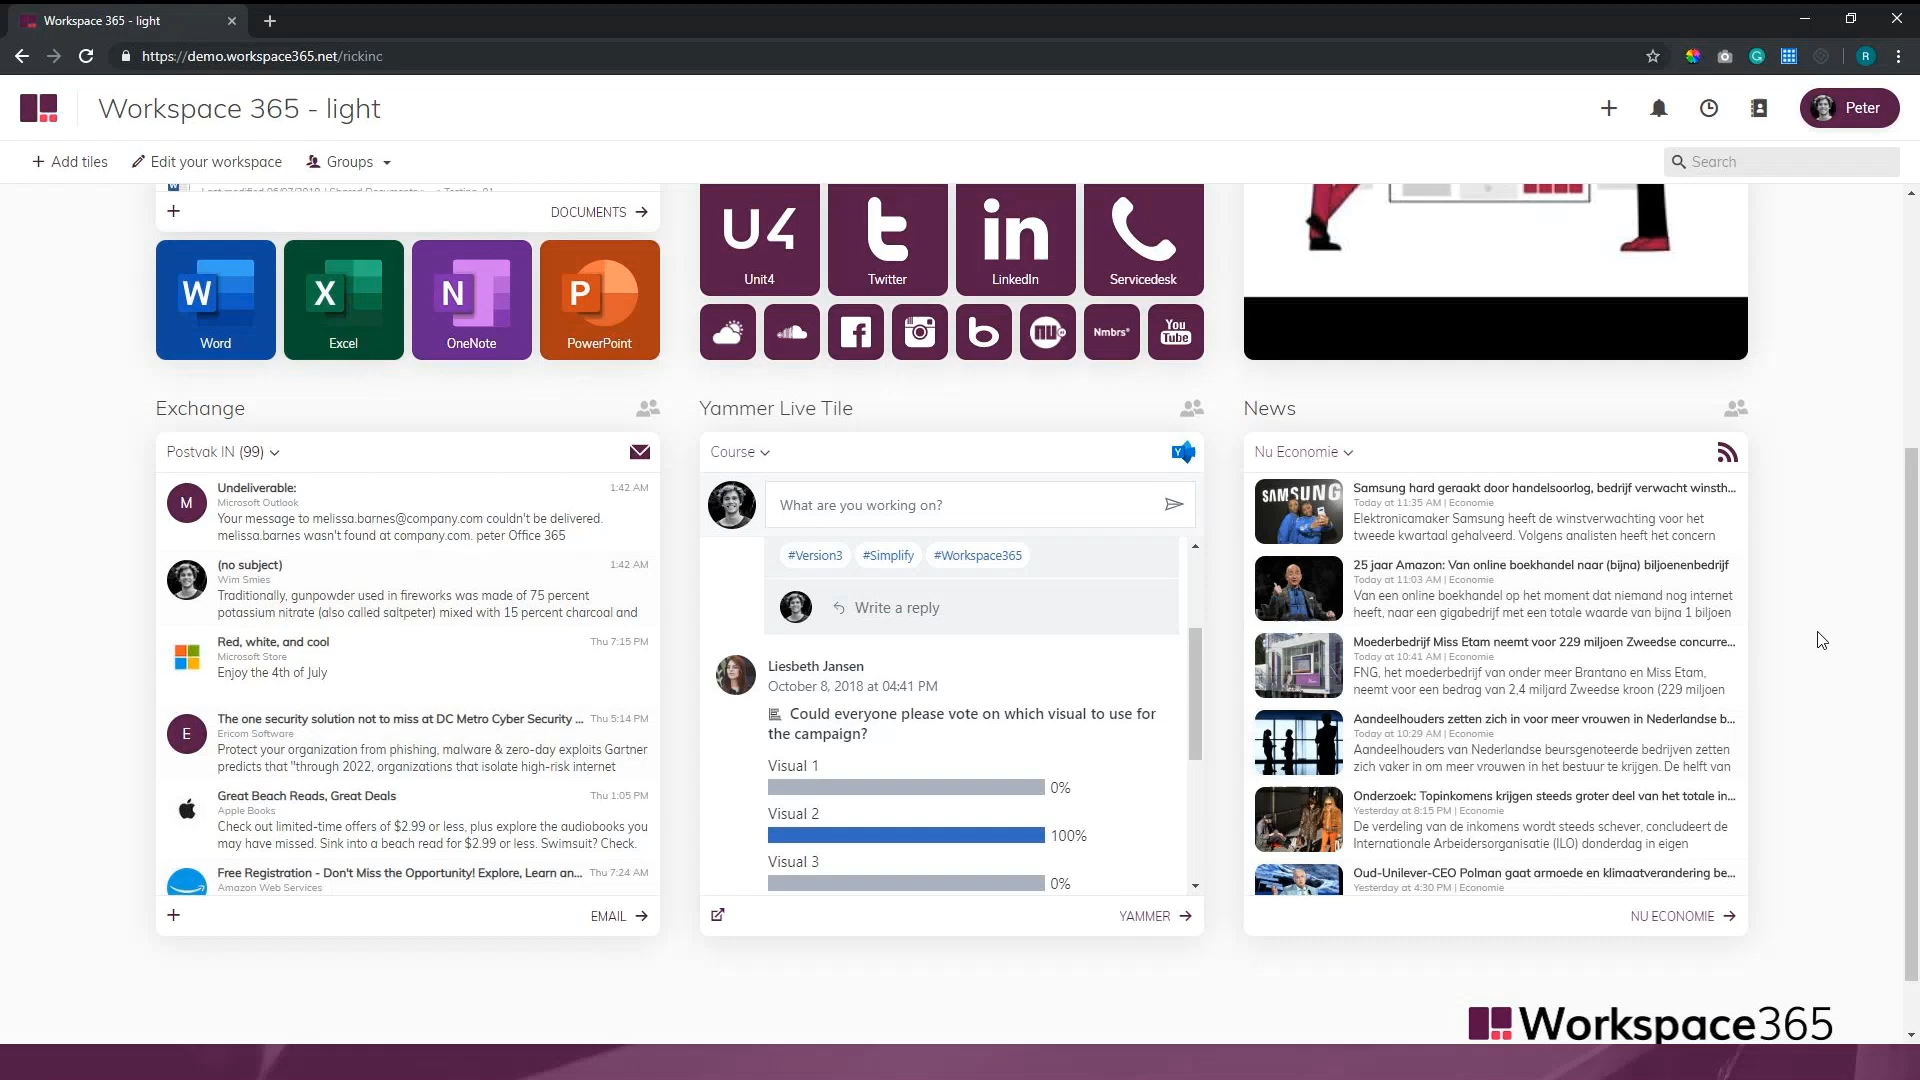 Workspace 365 - light
https://demo.workspace365.net/rickinc
R
Workspace 365 - light
Peter
Add tiles
Edit your workspace
Groups
Search
DOCUMENTS
W
Word
X
Excel
N
OneNote
P
PowerPoint
U4
Unit4
Twitter
in
LinkedIn
Servicedesk
Nmbrs
You
Tube
Exchange
Yammer Live Tile
News
Postvak IN (99)
M
Undeliverable:
1:42 AM
Microsoft Outlook
Your message to melissa.barnes@company.com couldn't be delivered.
melissa.barnes wasn't found at company.com. peter Office 365
(no subject)
1:42 AM
Wim Smies
Traditionally, gunpowder used in fireworks was made of 75 percent
potassium nitrate (also called saltpeter) mixed with 15 percent charcoal and
Red, white, and cool
Thu 7:15 PM
Microsoft Store
Enjoy the 4th of July
E
The one security solution not to miss at DC Metro Cyber Security ...
Thu 5:14 PM
Ericom Software
Protect your organization from phishing, malware & zero-day exploits Gartner
predicts that "through 2022, organizations that isolate high-risk internet
Great Beach Reads, Great Deals
Thu 1:05 PM
Apple Books
Check out limited-time offers of $2.99 or less, plus explore the audiobooks you
may have missed. Sink into a beach read for $2.99 or less. Swimsuit? Check.
Free Registration - Don't Miss the Opportunity! Explore, Learn an...
Thu 7:24 AM
Amazon Web Services
EMAIL
Course
Y
What are you working on?
#Version3 #Simplify #Workspace365
Write a reply
Liesbeth Jansen
October 8, 2018 at 04:41 PM
Could everyone please vote on which visual to use for
the campaign?
Visual 1
0%
Visual 2
100%
Visual 3
0%
YAMMER
Nu Economie
SAMSUNG
Samsung hard geraakt door handelsoorlog, bedrijf verwacht winsth...
Today at 11:35 AM | Economie
Elektronicamaker Samsung heeft de winstverwachting voor het
tweede kwartaal gehalveerd. Volgens analisten heeft het concern
25 jaar Amazon: Van online boekhandel naar (bijna) biljoenenbedrijf
Today at 11:03 AM | Economie
Van een online boekhandel op het moment dat niemand nog internet
heeft, naar een gigabedrijf met een totale waarde van bijna 1 biljoen
Moederbedrijf Miss Etam neemt voor 229 miljoen Zweedse concurre...
Today at 10:41 AM | Economie
FNG, het moederbedrijf van onder meer Brantano en Miss Etam,
neemt voor een bedrag van 2,4 miljard Zweedse kroon (229 miljoen
Aandeelhouders zetten zich in voor meer vrouwen in Nederlandse b...
Today at 10:29 AM | Economie
Aandeelhouders van Nederlandse beursgenoteerde bedrijven zetten
zich vaker in om meer vrouwen in het bestuur te krijgen. De helft van
Onderzoek: Topinkomens krijgen steeds groter deel van het totale in...
Yesterday at 8:15 PM | Economie
De verdeling van de inkomens wordt steeds schever, concludeert de
Internationale Arbeidersorganisatie (ILO) donderdag in eigen
Oud-Unilever-CEO Polman gaat armoede en klimaatverandering be...
Yesterday at 4:30 PM | Economie
NU ECONOMIE
Workspace365